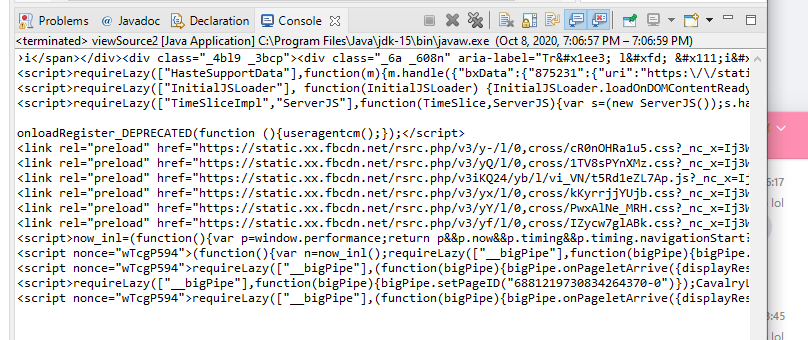 Problems @ Javadoc Declaration Console
<terminated> viewSource2 [Java Application] C:\Program Files\Java\jdk-15\bin\javaw.exe (Oct 8, 2020, 7:06:57 PM – 7:06:59 PM)
›i</span></div><div class="_4bl9 _3bcp"><div class="_6a _608n" aria-label="Tr&#x1ee3; l&#xfd; &#x111;i&#x
<script>requireLazy(["HasteSupportData"],function(m){m.handle({"bxData":{"875231":{"uri":"https:\/\/stati
<script>requireLazy(["InitialJSLoader"], function(InitialJSLoader) {InitialJSLoader.loadOnDOMContentReady
<script>requireLazy(["TimeSliceImpl","ServerJS"],function(TimeSlice,ServerJS){var s=(new ServerJS());s.ha
onloadRegister_DEPRECATED(function (){useragentcm();});</script>
<link rel="preload" href="https://static.xx.fbcdn.net/rsrc.php/v3/y-/l/0,cross/cR0nOHRa1u5.css?_nc_x=Ij3W
<link rel="preload" href="https://static.xx.fbcdn.net/rsrc.php/v3/yQ/l/0,cross/1TV8sPYnXMz.css?_nc_x=Ij3W
<link rel="preload" href="https://static.xx.fbcdn.net/rsrc.php/v3iKQ24/yb/l/vi_VN/t5Rd1eZL7Ap.js?_nc_x=Ij
<link rel="preload" href="https://static.xx.fbcdn.net/rsrc.php/v3/yx/l/0,cross/kKyrrjjYUjb.css?_nc_x=Ij3W
<link rel="preload" href="https://static.xx.fbcdn.net/rsrc.php/v3/yY/l/0,cross/PwxAlNe_MRH.css?_nc_x=Ij3W
<link rel="preload" href="https://static.xx.fbcdn.net/rsrc.php/v3/yf/l/0,cross/IZycw7glABk.css?_nc_x=Ij3W
<script>now_inl=(function(){var p=window.performance;return p&&p.now&&p.timing&&p.timing.navigationStart?
<script nonce="wTcgP594">(function(){var n=now_inl();requireLazy(["__bigPipe"],function(bigPipe){bigPipe.
<script nonce="wTcgP594">requireLazy(["__bigPipe"],(function(bigPipe){bigPipe.onPageletArrive({displayRes
<script>requireLazy(["__bigPipe"],function(bigPipe){bigPipe.setPageID("6881219730834264370-0")});CavalryL
<script nonce="wTcgP594">requireLazy(["__bigPipe"],(function(bigPipe){bigPipe.onPageletArrive({displayRes
5:17
lol
8:45
lol